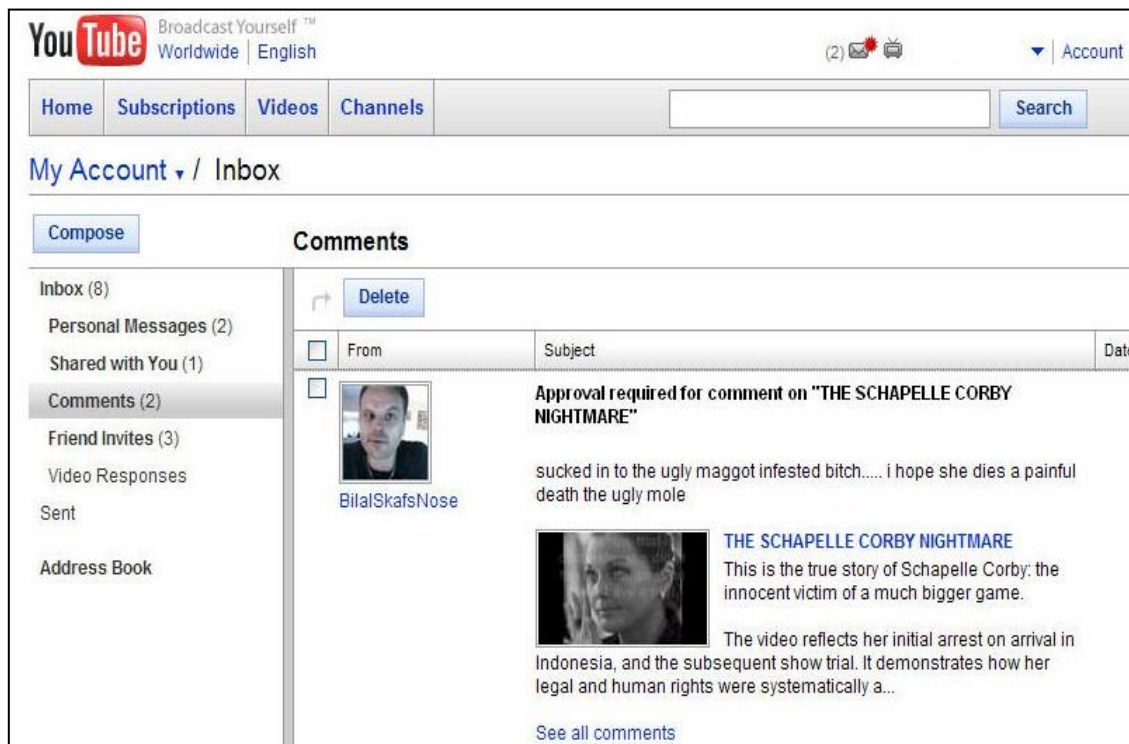 YouTube Broadcast Yourself ™
Worldwide | English
(2)
Account
Home Subscriptions Videos Channels
Search
My Account / Inbox
Compose
Comments
Inbox (8)
Personal Messages (2)
Shared with You (1)
Comments (2)
Friend Invites (3)
Video Responses
Sent
Address Book
Delete
From Subject Date
Approval required for comment on "THE SCHAPELLE CORBY
NIGHTMARE"
sucked in to the ugly maggot infested bitch..... i hope she dies a painful
death the ugly mole
BilalSkafsNose
THE SCHAPELLE CORBY NIGHTMARE
This is the true story of Schapelle Corby: the
innocent victim of a much bigger game.
The video reflects her initial arrest on arrival in
Indonesia, and the subsequent show trial. It demonstrates how her
legal and human rights were systematically a...
See all comments